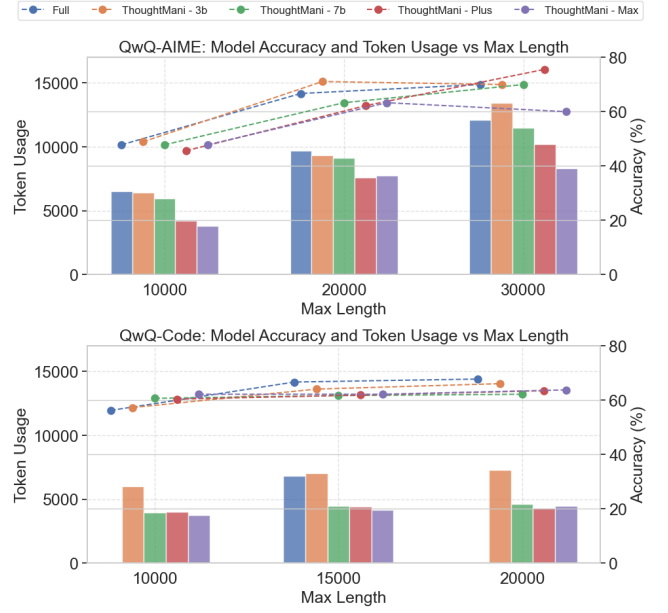 Full ThoughtMani - 3b ThoughtMani - 7b ThoughtMani - Plus ThoughtMani - Max
QwQ-AIME: Model Accuracy and Token Usage vs Max Length
15000
10000
5000
0
Token Usage
80
60
40
20
0
Accuracy (%)
10000 20000 30000
Max Length
QwQ-Code: Model Accuracy and Token Usage vs Max Length
15000
10000
5000
0
Token Usage
80
60
40
20
0
Accuracy (%)
10000 15000 20000
Max Length